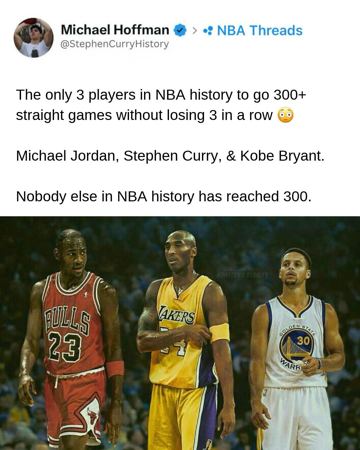 Michael Hoffman > NBA Threads
@StephenCurryHistory
The only 3 players in NBA history to go 300+
straight games without losing 3 in a row 😳
Michael Jordan, Stephen Curry, & Kobe Bryant.
Nobody else in NBA history has reached 300.
BULLS
23
LAKERS
24
GOLDEN STATE
30
WARR